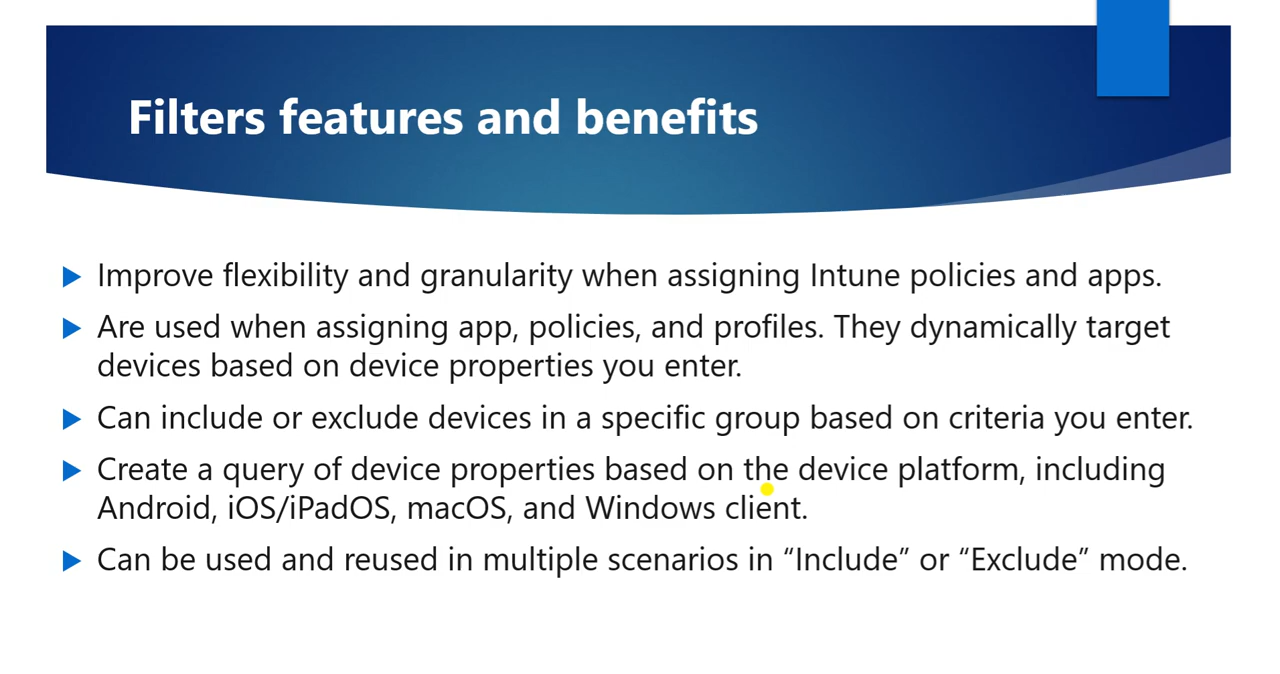 Filters features and benefits
Improve flexibility and granularity when assigning Intune policies and apps.
Are used when assigning app, policies, and profiles. They dynamically target
devices based on device properties you enter.
Can include or exclude devices in a specific group based on criteria you enter.
Create a query of device properties based on the device platform, including
Android, iOS/iPadOS, macOS, and Windows client.
Can be used and reused in multiple scenarios in “Include” or “Exclude” mode.